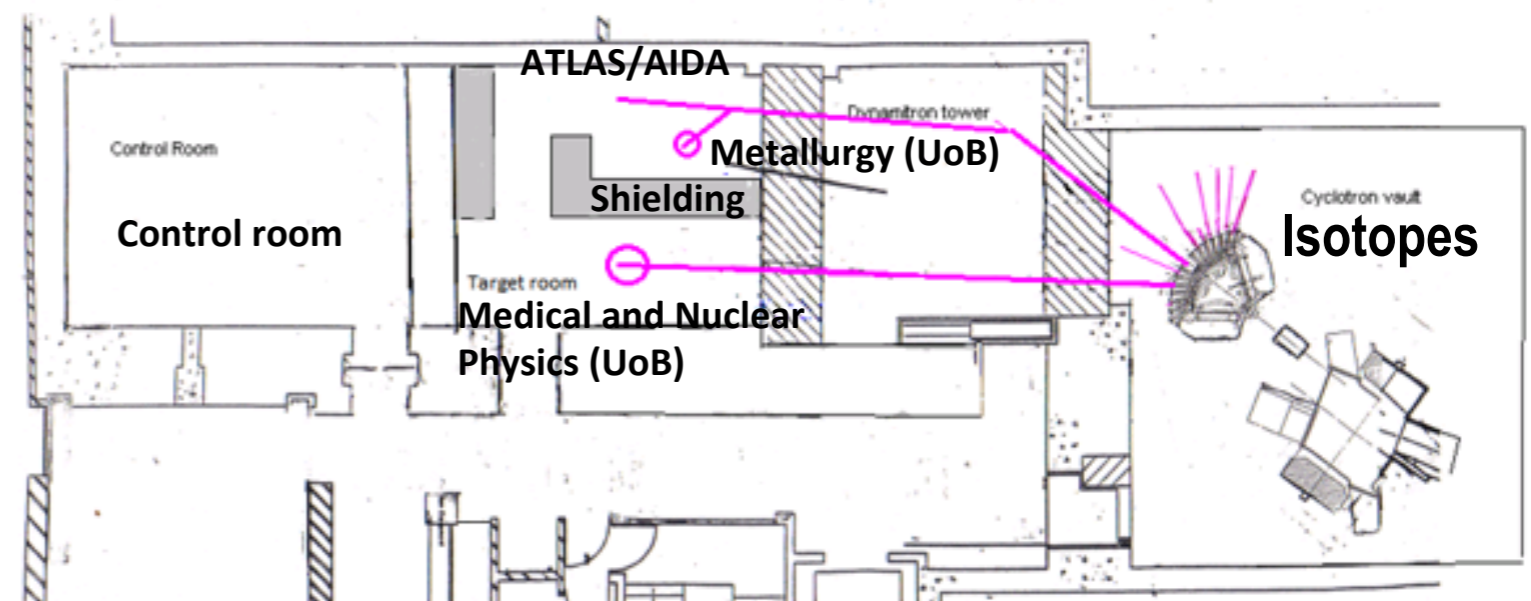 ATLAS/AIDA
Dynamitron tower
Control Room
Metallurgy (UoB)
Shielding
Cyclotron vault
Control room
Isotopes
Target room
Medical and Nuclear
Physics (UoB)